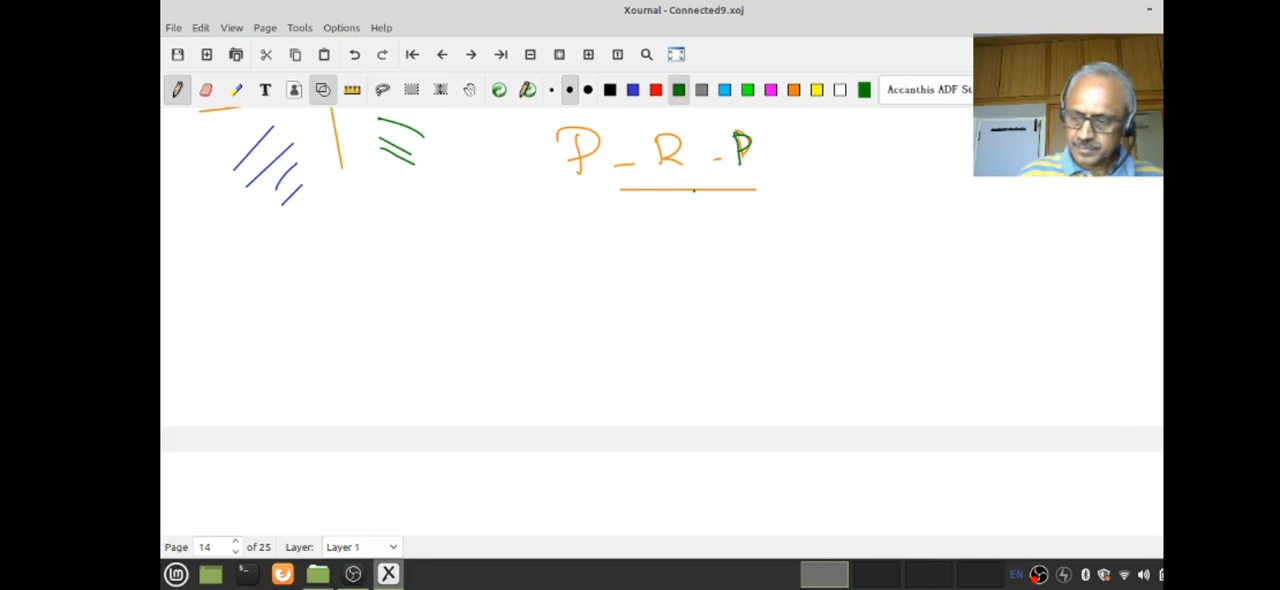 Xournal - Connected9.xoj
File Edit View Page Tools Options Help
T
Accanthis ADF St
P - R - P
Page 14 of 25 Layer: Layer 1
EN